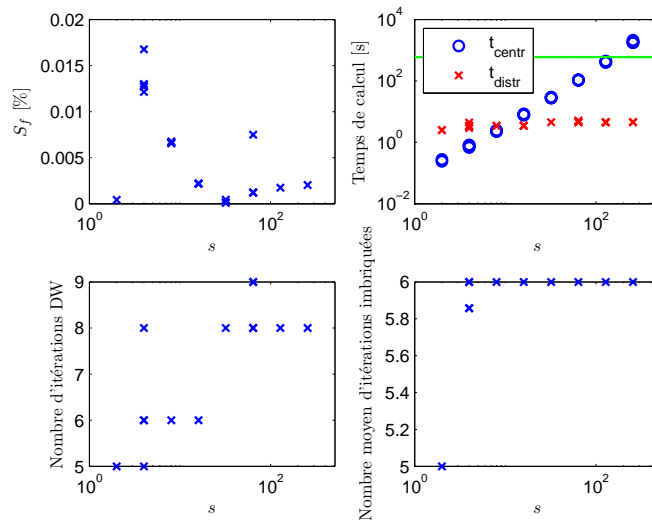 0.02
0.015
0.01
0.005
0
S_f [%]
10^0
10^2
s
10^4
10^2
10^0
10^-2
Temps de calcul [s]
t_centr
t_distr
10^0
10^2
s
9
8
7
6
5
Nombre d'itérations DW
10^0
10^2
s
6
5.8
5.6
5.4
5.2
5
Nombre moyen d'itérations imbriquées
10^0
10^2
s